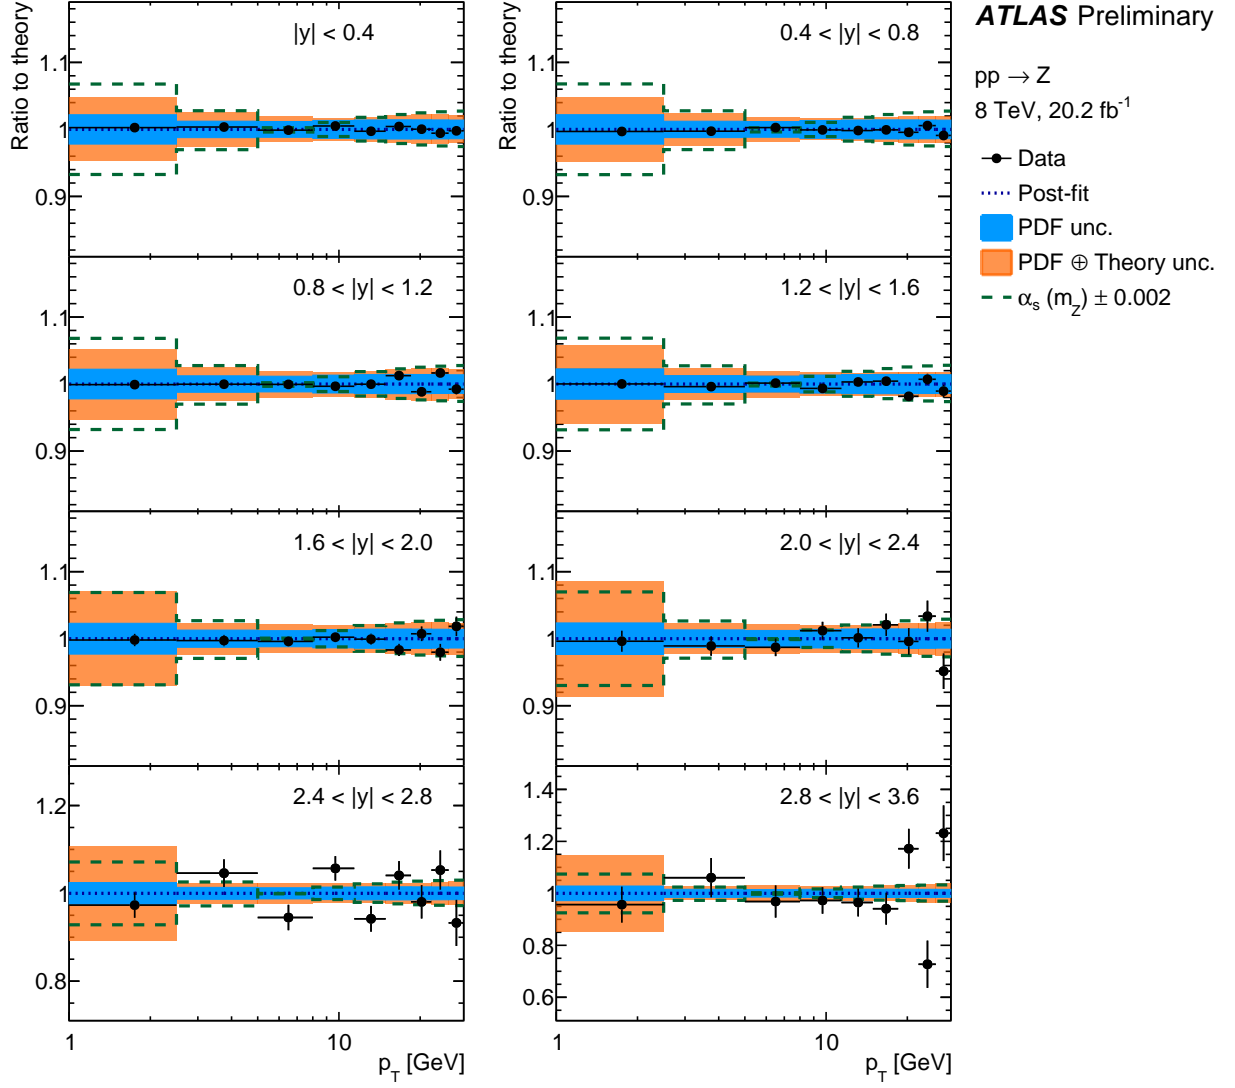 ATLAS Preliminary
pp → Z
8 TeV, 20.2 fb⁻¹
Data
Post-fit
PDF unc.
PDF ⊕ Theory unc.
αₛ (m_Z) ± 0.002
Ratio to theory
|y| < 0.4
1.1
1
0.9
Ratio to theory
0.4 < |y| < 0.8
1.1
1
0.9
0.8 < |y| < 1.2
1.1
1
0.9
1.2 < |y| < 1.6
1.1
1
0.9
1.6 < |y| < 2.0
1.1
1
0.9
2.0 < |y| < 2.4
1.1
1
0.9
2.4 < |y| < 2.8
1.2
1
0.8
2.8 < |y| < 3.6
1.4
1.2
1
0.8
0.6
1 10
p_T [GeV]
1 10
p_T [GeV]